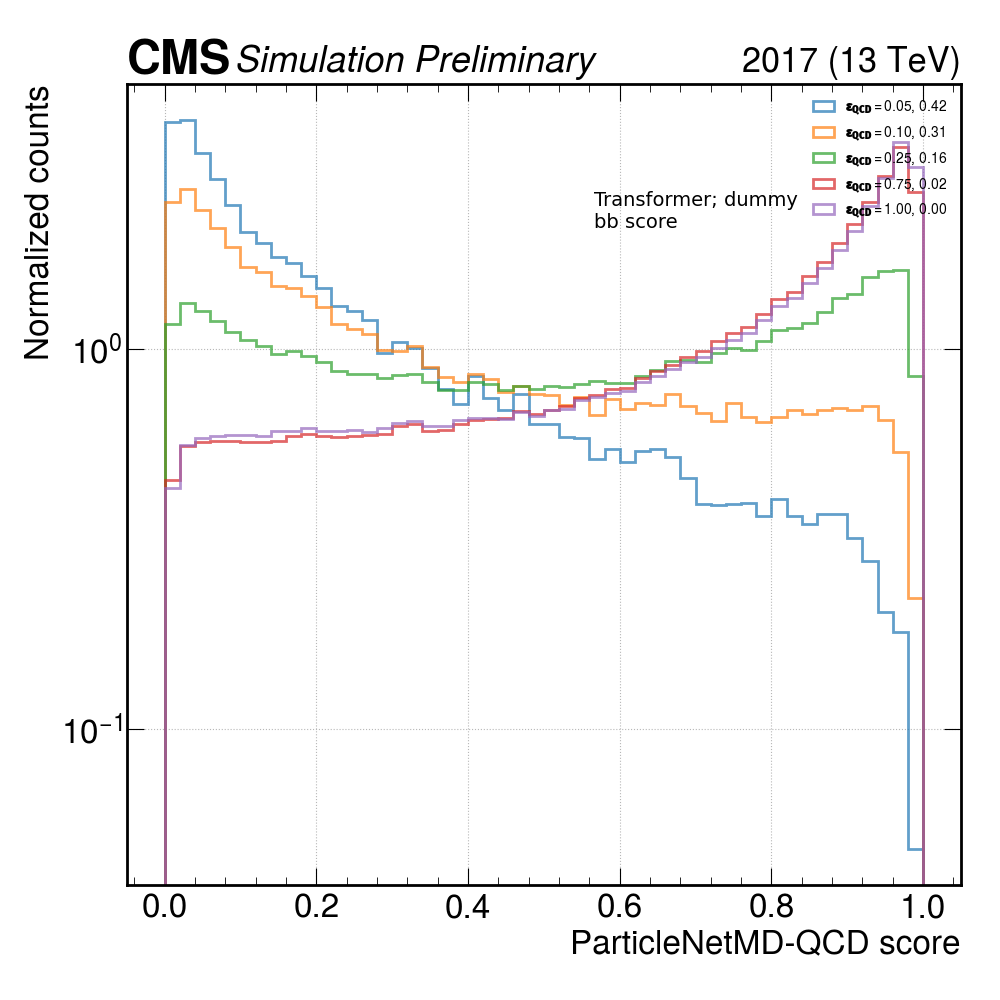 CMS Simulation Preliminary 2017 (13 TeV)
Normalized counts
εQCD = 0.05, 0.42
εQCD = 0.10, 0.31
εQCD = 0.25, 0.16
εQCD = 0.75, 0.02
εQCD = 1.00, 0.00
Transformer; dummy
bb score
10⁰
10⁻¹
0.0 0.2 0.4 0.6 0.8 1.0
ParticleNetMD-QCD score